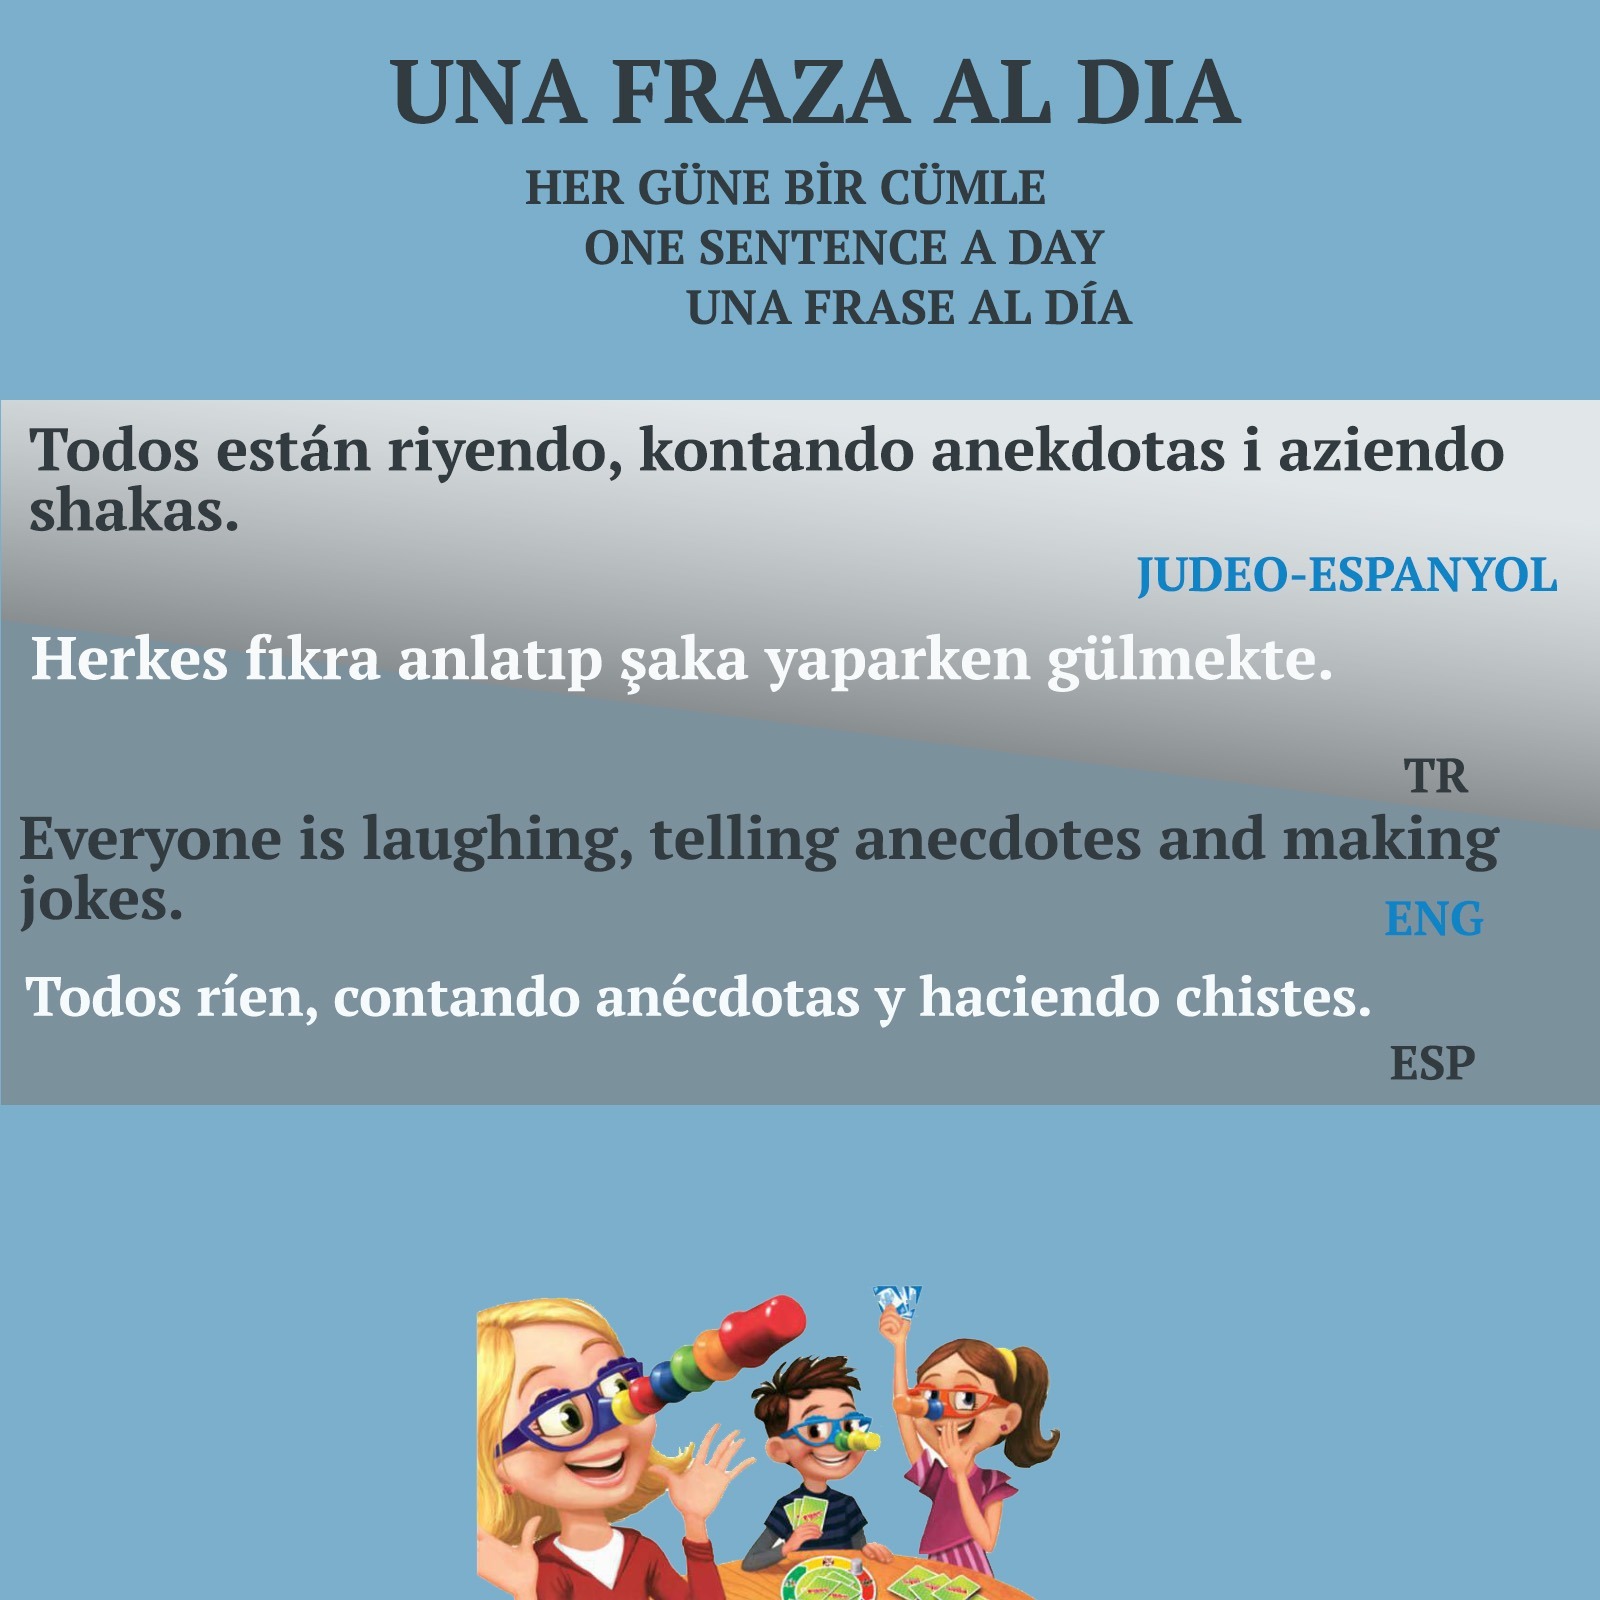 UNA FRAZA AL DIA
HER GÜNE BİR CÜMLE
ONE SENTENCE A DAY
UNA FRASE AL DÍA
Todos están riyendo, kontando anekdotas i aziendo
shakas.
JUDEO-ESPANYOL
Herkes fıkra anlatıp şaka yaparken gülmekte.
TR
Everyone is laughing, telling anecdotes and making
jokes.
ENG
Todos ríen, contando anécdotas y haciendo chistes.
ESP